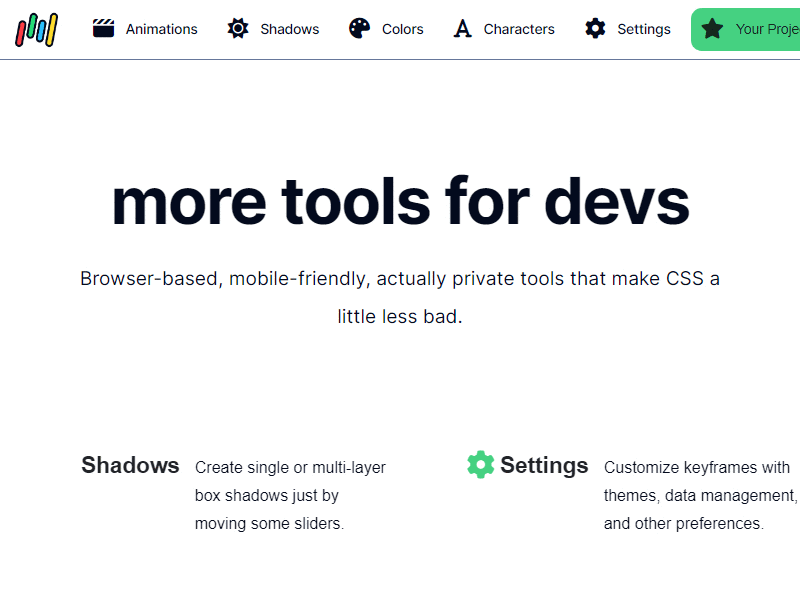 Animations Shadows Colors Characters Settings Your
more tools for devs
Browser-based, mobile-friendly, actually private tools that make CSS a
little less bad.
Shadows
Create single or multi-layer
box shadows just by
moving some sliders.
Settings
Customize keyframes with
themes, data management,
and other preferences.